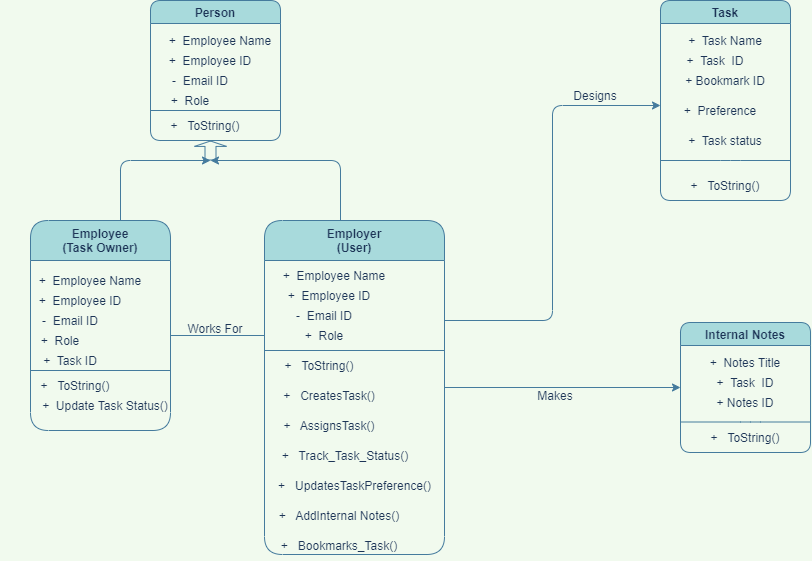 Person
+ Employee Name
+ Employee ID
- Email ID
+ Role
+ ToString()
Task
+ Task Name
+ Task ID
+ Bookmark ID
+ Preference
+ Task status
+ ToString()
Designs
Employee
(Task Owner)
+ Employee Name
+ Employee ID
- Email ID
+ Role
+ Task ID
+ ToString()
+ Update Task Status()
Works For
Employer
(User)
+ Employee Name
+ Employee ID
- Email ID
+ Role
+ ToString()
+ CreatesTask()
+ AssignsTask()
+ Track_Task_Status()
+ UpdatesTaskPreference()
+ AddInternal Notes()
+ Bookmarks_Task()
Makes
Internal Notes
+ Notes Title
+ Task ID
+ Notes ID
+ ToString()